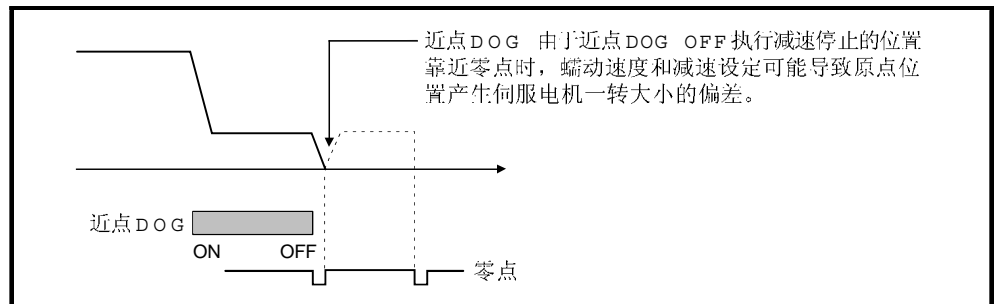 近点DOG 由于近点DOG OFF执行减速停止的位置
靠近零点时，蠕动速度和减速设定可能导致原点位
置产生伺服电机一转大小的偏差。
近点DOG
ON OFF
零点